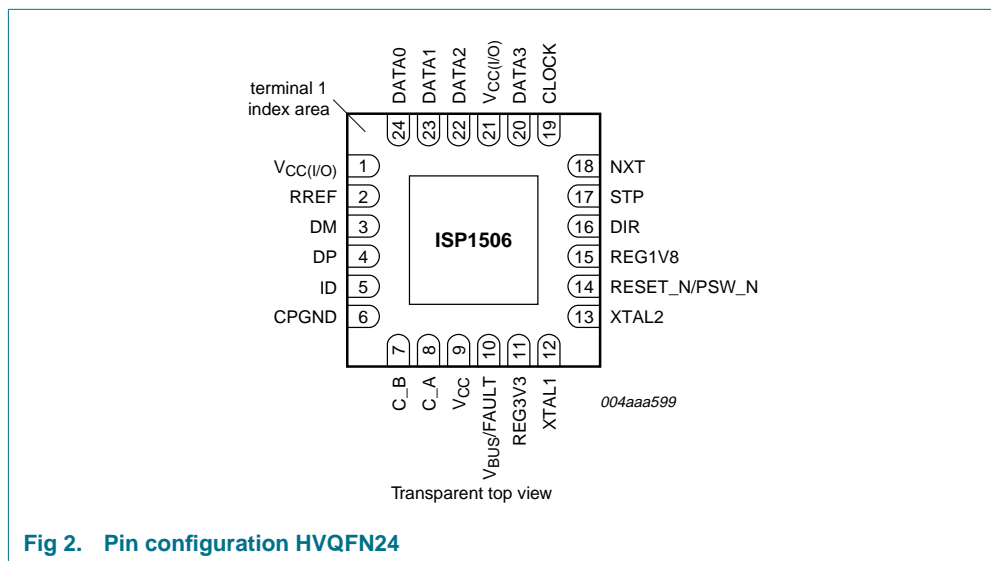 DATA0
DATA1
DATA2
VCC(I/O)
DATA3
CLOCK
terminal 1
index area
24
23
22
21
20
19
VCC(I/O) 1
18 NXT
RREF 2
17 STP
DM 3
16 DIR
DP 4
ISP1506
15 REG1V8
ID 5
14 RESET_N/PSW_N
CPGND 6
13 XTAL2
7
8
9
10
11
12
C_B
C_A
VCC
VBUS/FAULT
REG3V3
XTAL1
004aaa599
Transparent top view
Fig 2. Pin configuration HVQFN24